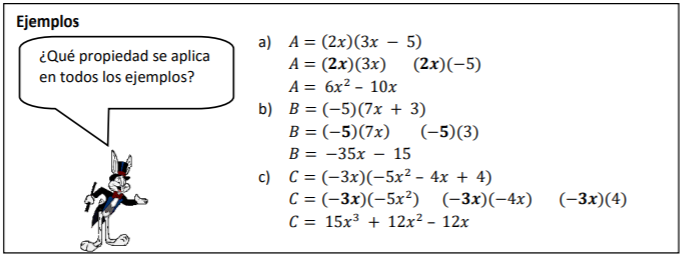 Ejemplos
¿Qué propiedad se aplica
en todos los ejemplos?
a) A = (2x)(3x − 5)
A = (2x)(3x) (2x)(−5)
A = 6x² – 10x
b) B = (−5)(7x + 3)
B = (−5)(7x) (−5)(3)
B = −35x − 15
c) C = (−3x)(−5x² – 4x + 4)
C = (−3x)(−5x²) (−3x)(−4x) (−3x)(4)
C = 15x³ + 12x² – 12x